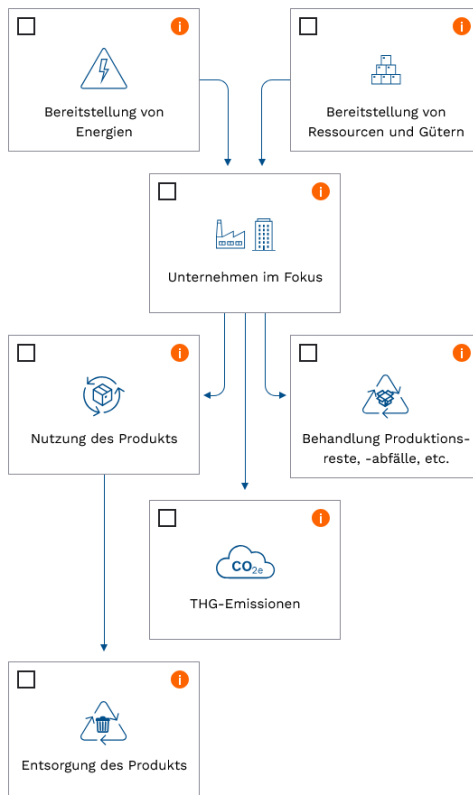 i
i
Bereitstellung von
Energien
Bereitstellung von
Ressourcen und Gütern
i
Unternehmen im Fokus
i
i
Nutzung des Produkts
Behandlung Produktions-
reste, -abfälle, etc.
i
CO2e
THG-Emissionen
i
Entsorgung des Produkts